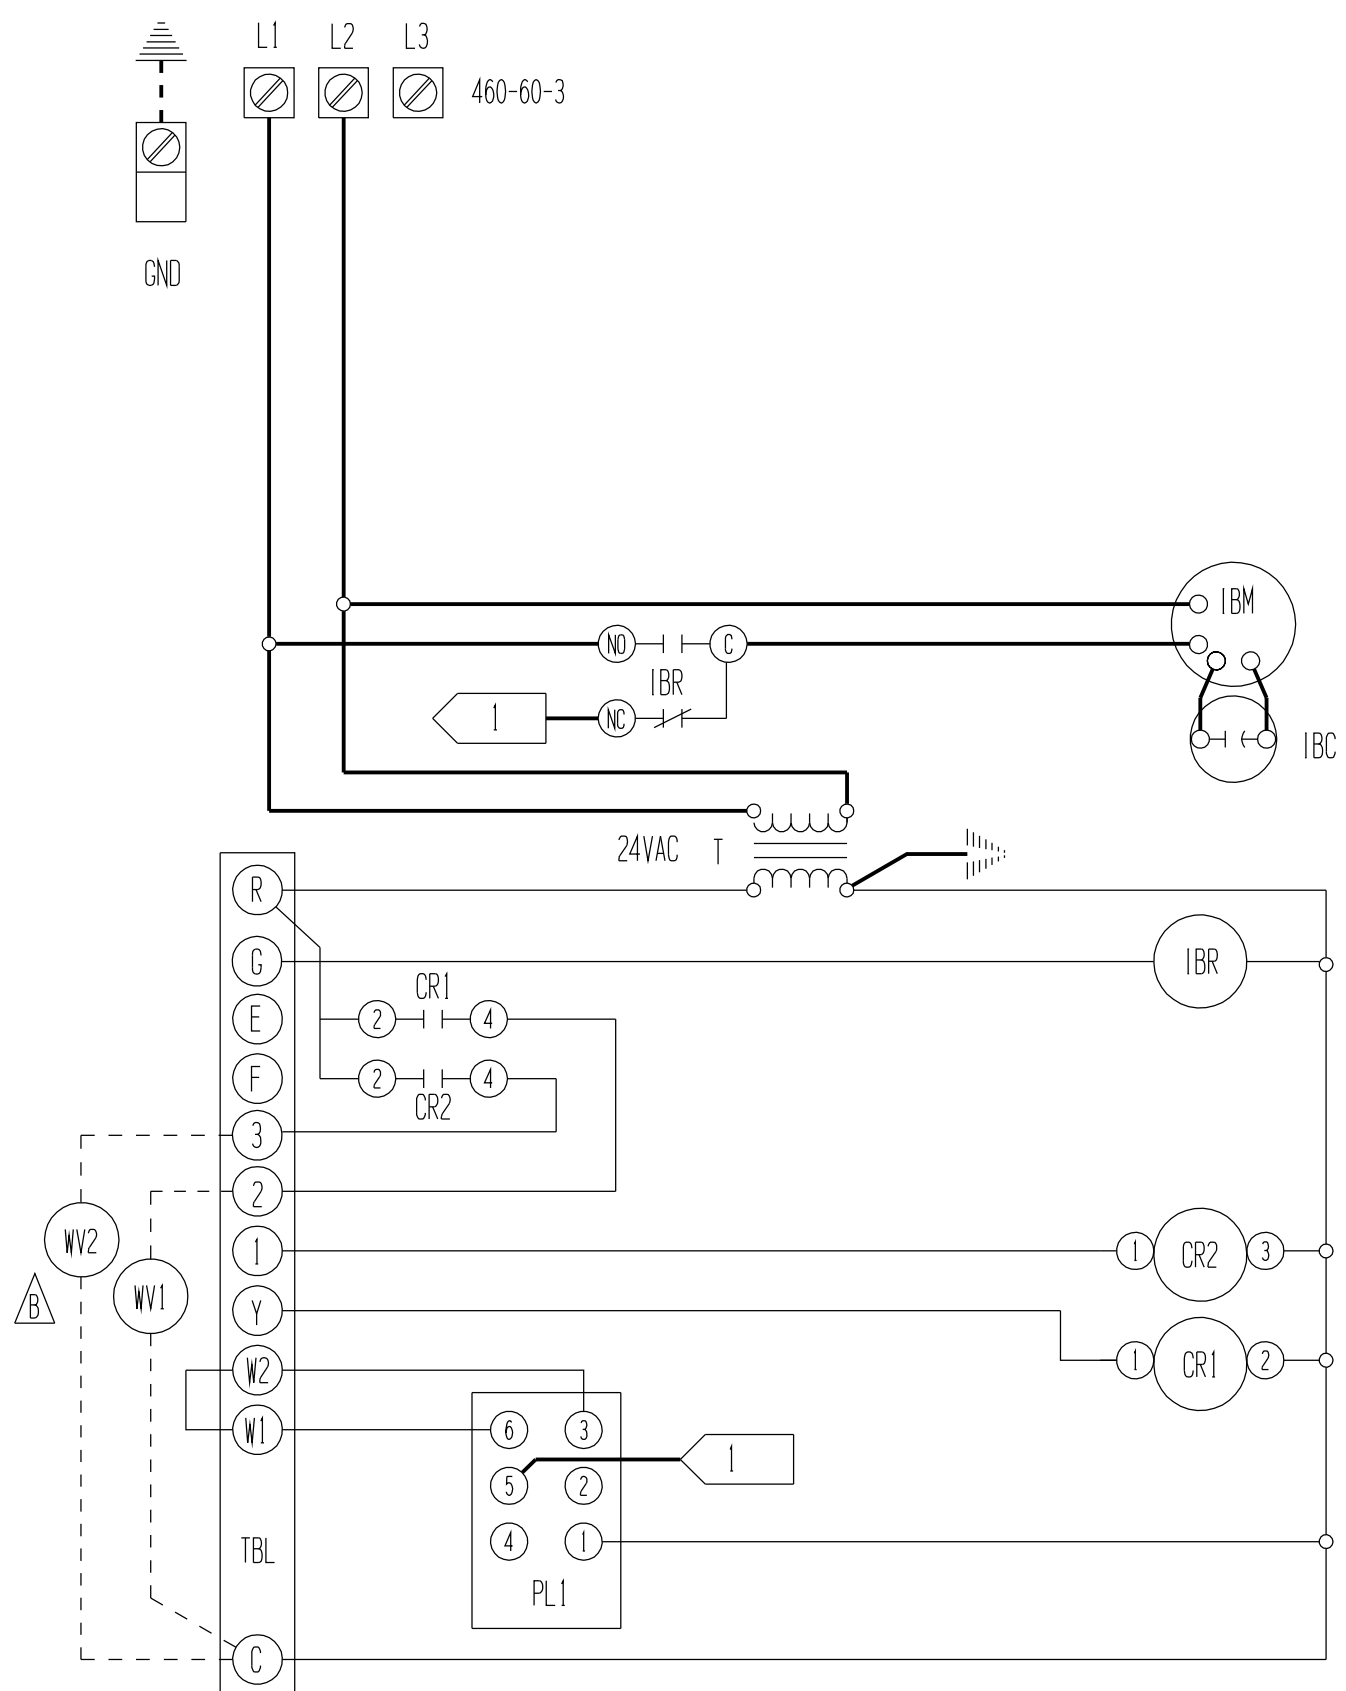 L1 L2 L3
460-60-3
GND
IBM
NO C
IBR
1 NC
IBC
24VAC T
R
G IBR
CR1
E 2 4
F 2 4
CR2
3
2
WV2 1 1 CR2 3
B WV1 Y
W2 1 CR1 2
W1 6 3
1
5 2
TBL 4 1
PL1
C